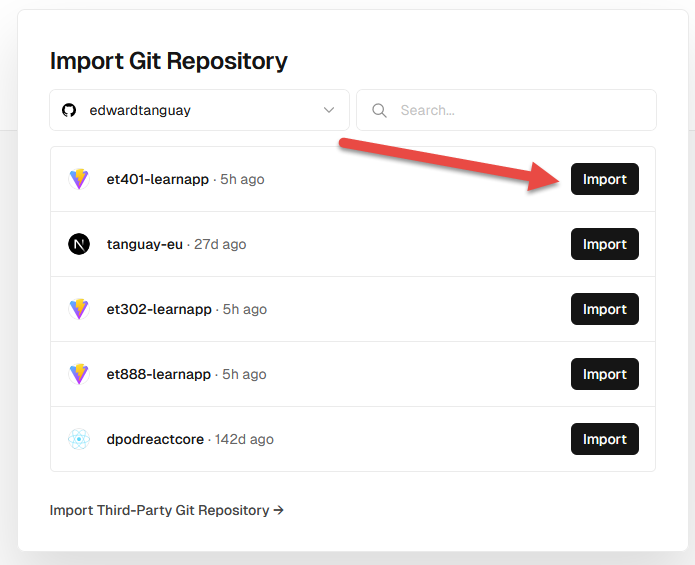 Import Git Repository
edwardtanguay
Search...
et401-learnapp · 5h ago
Import
tanguay-eu · 27d ago
Import
et302-learnapp · 5h ago
Import
et888-learnapp · 5h ago
Import
dpodreactcore · 142d ago
Import
Import Third-Party Git Repository →